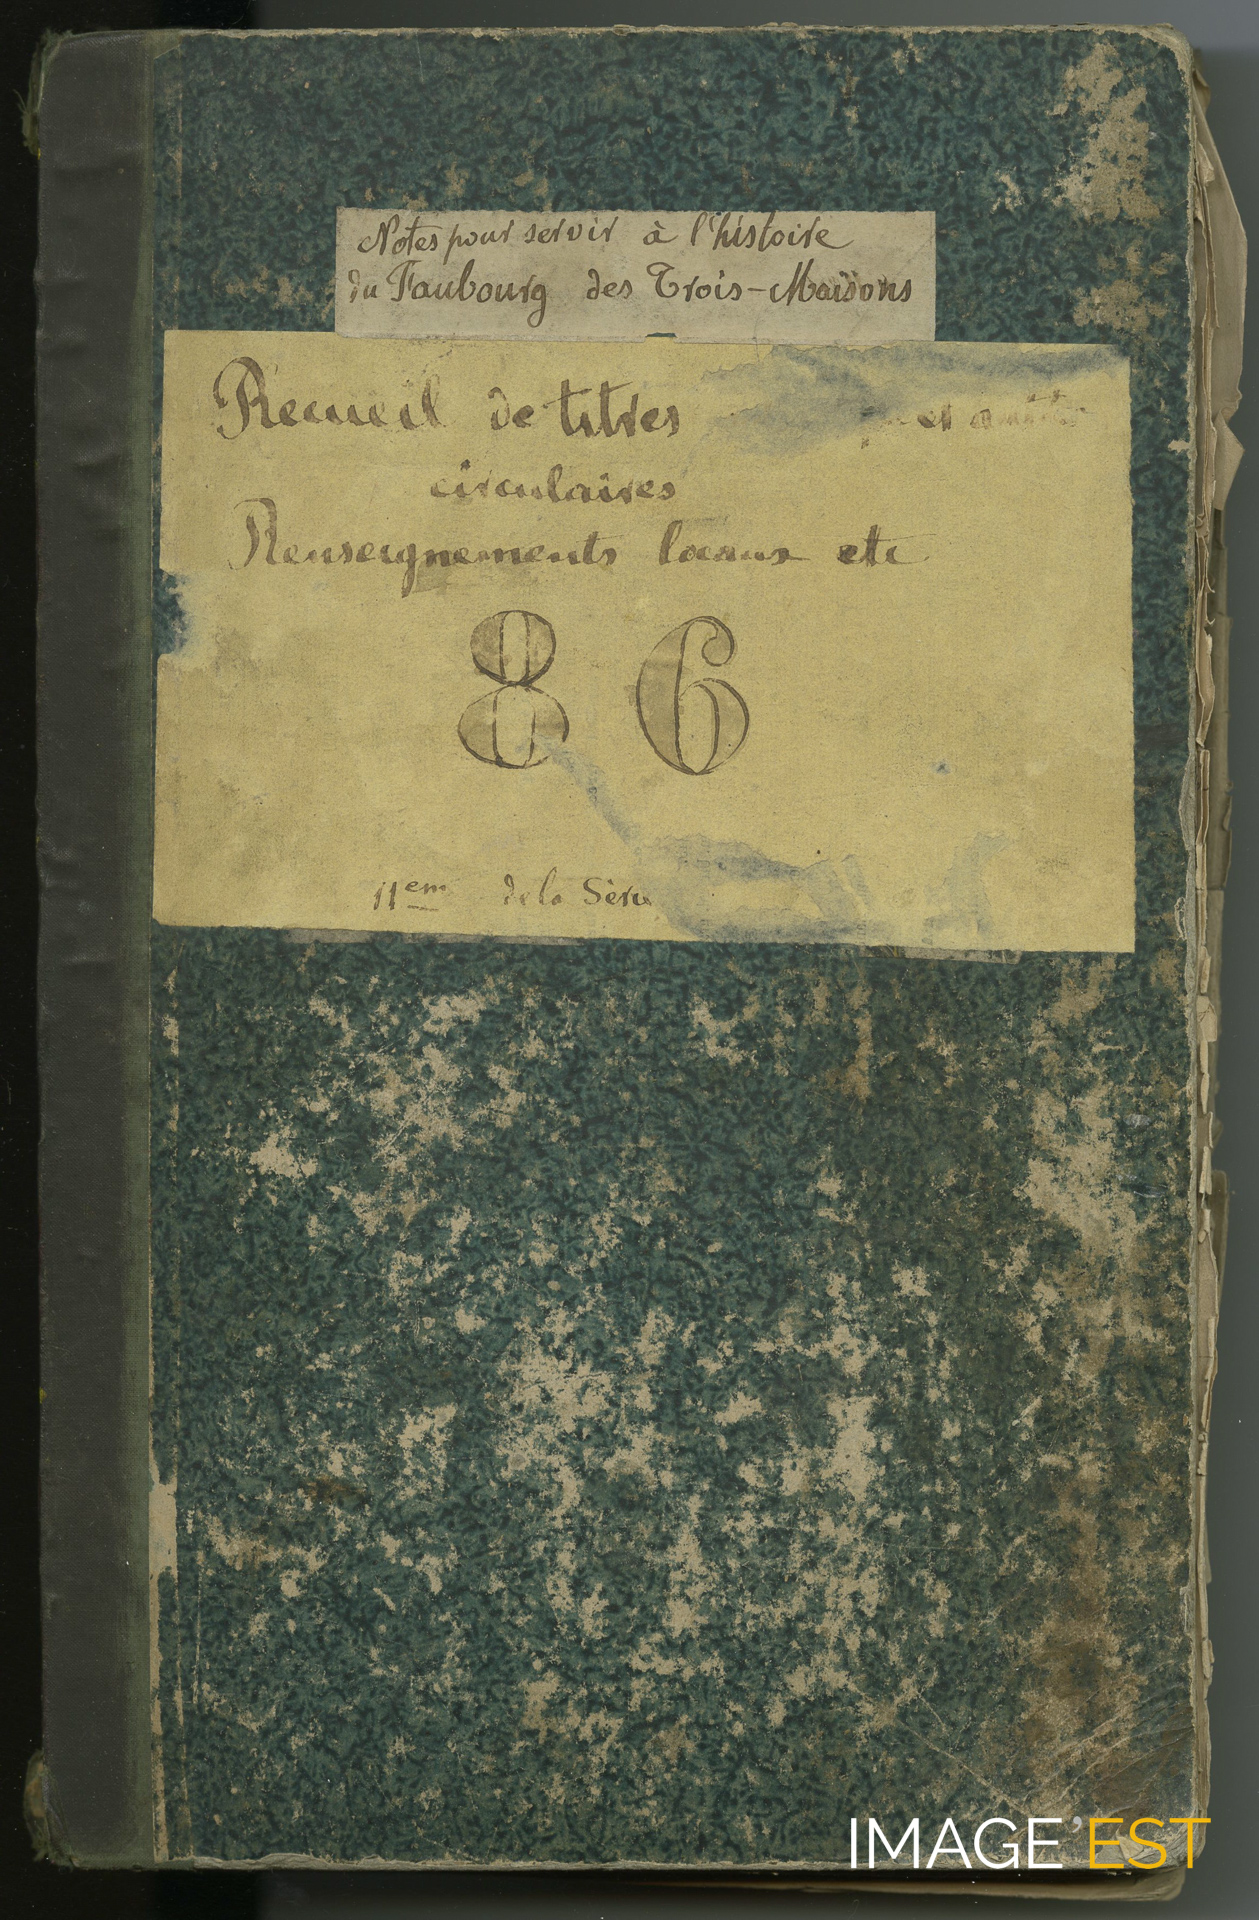 Notes pour servir à l'histoire
du Faubourg des Trois-Maisons
Recueil de titres et
circulaires
Renseignements locaux etc
86
11em de la Série
IMAGE'EST